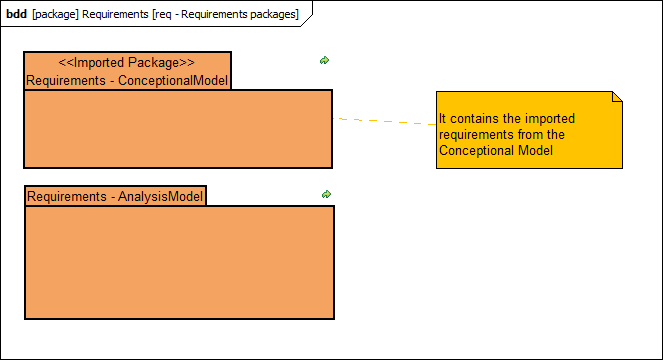 bdd [package] Requirements [req - Requirements packages]
<<Imported Package>>
Requirements - ConceptionalModel
It contains the imported
requirements from the
Conceptional Model
Requirements - AnalysisModel